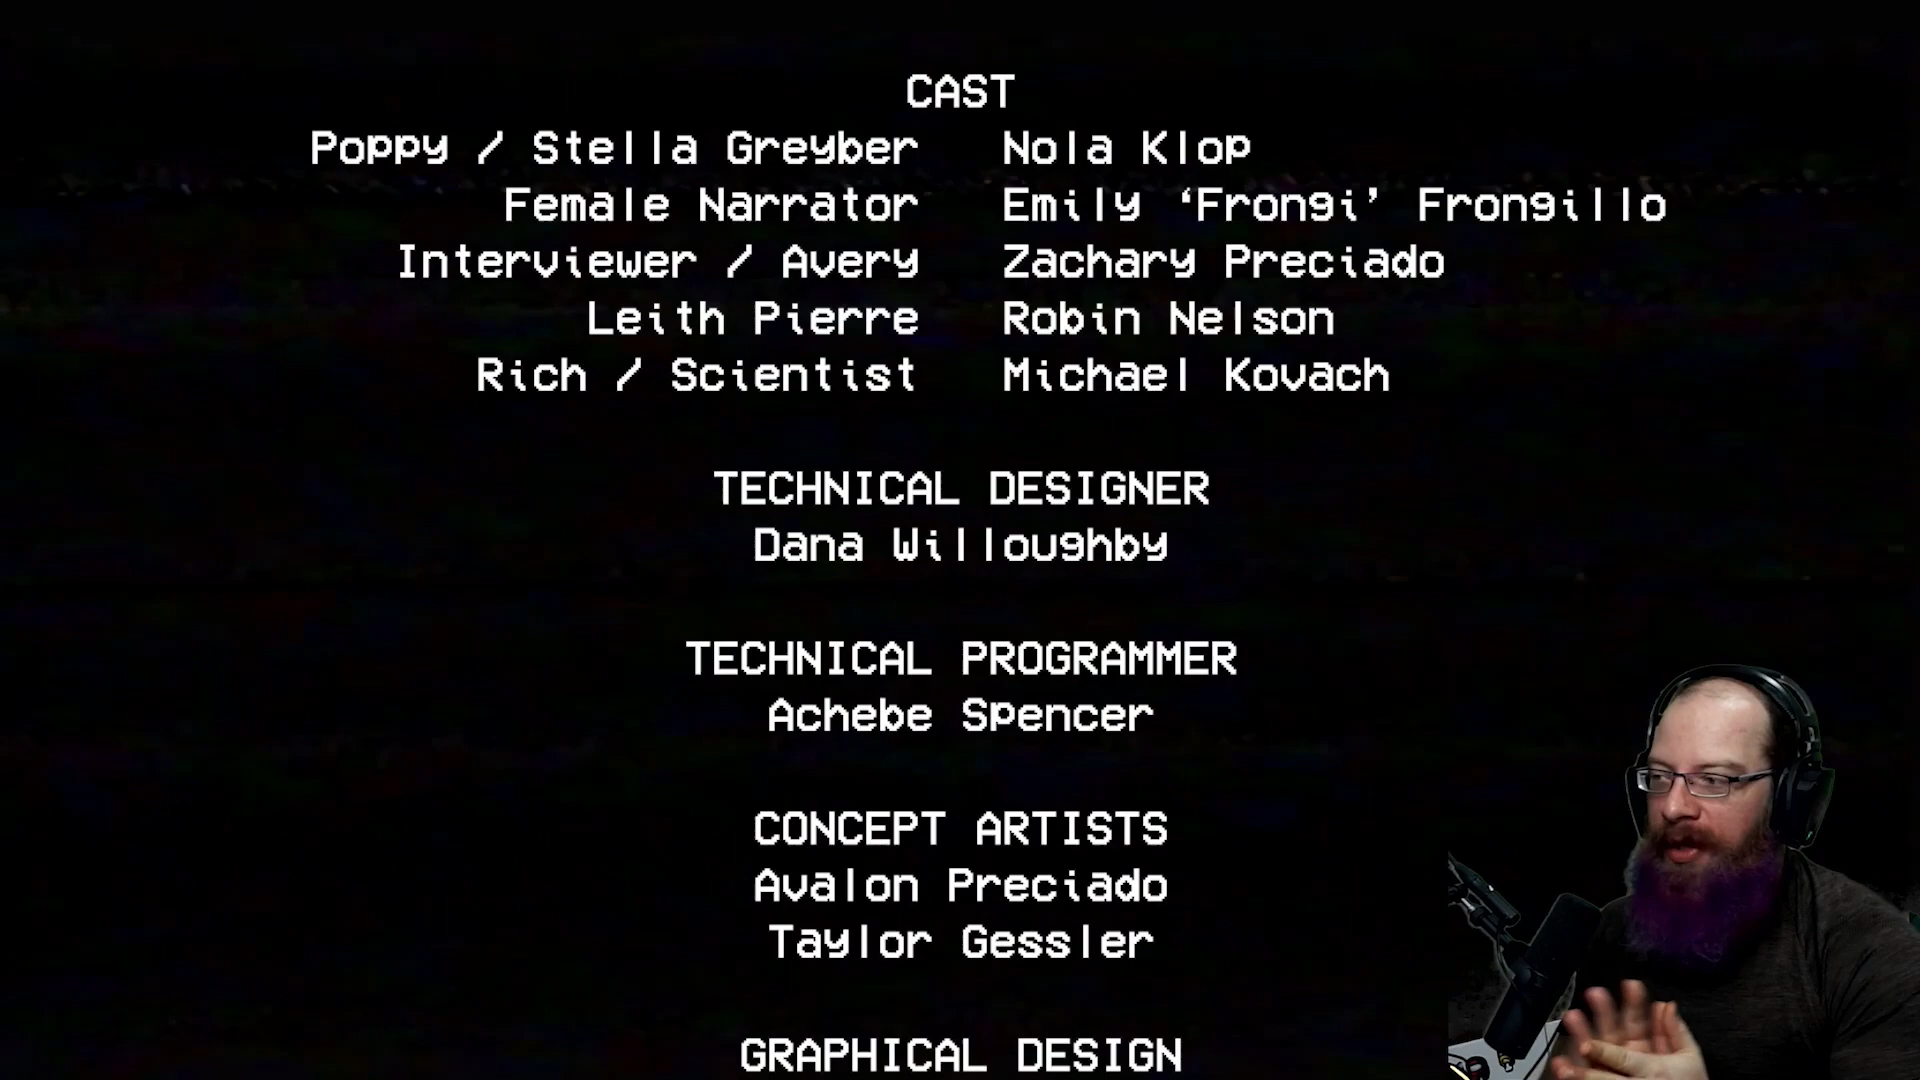 CAST
Poppy / Stella Greyber Nola Klop
Female Narrator Emily ‘Frongi’ Frongillo
Interviewer / Avery Zachary Preciado
Leith Pierre Robin Nelson
Rich / Scientist Michael Kovach
TECHNICAL DESIGNER
Dana Willoughby
TECHNICAL PROGRAMMER
Achebe Spencer
CONCEPT ARTISTS
Avalon Preciado
Taylor Gessler
GRAPHICAL DESIGN